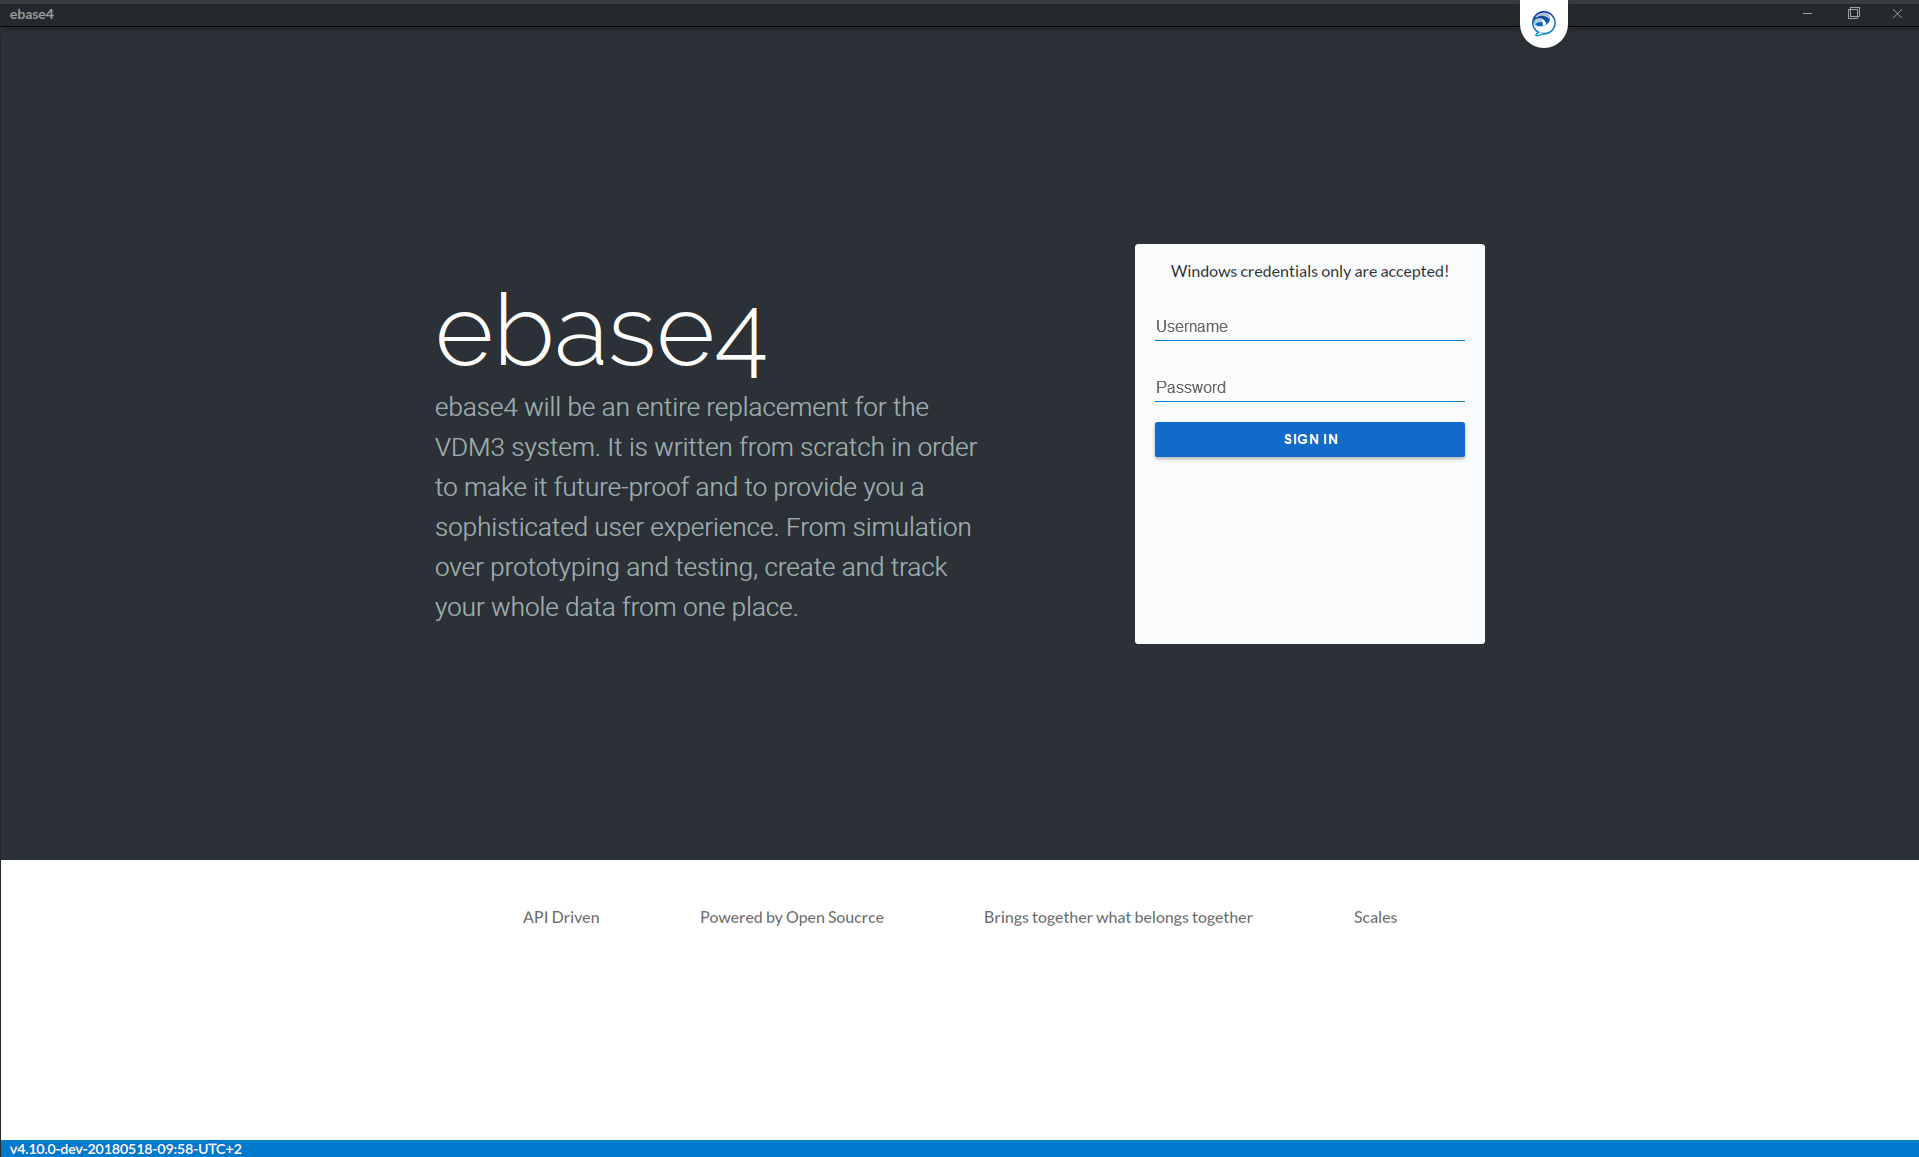 ebase4
ebase4
ebase4 will be an entire replacement for the
VDM3 system. It is written from scratch in order
to make it future-proof and to provide you a
sophisticated user experience. From simulation
over prototyping and testing, create and track
your whole data from one place.
Windows credentials only are accepted!
Username
Password
SIGN IN
API Driven
Powered by Open Soucrce
Brings together what belongs together
Scales
v4.10.0-dev-20180518-09:58-UTC+2